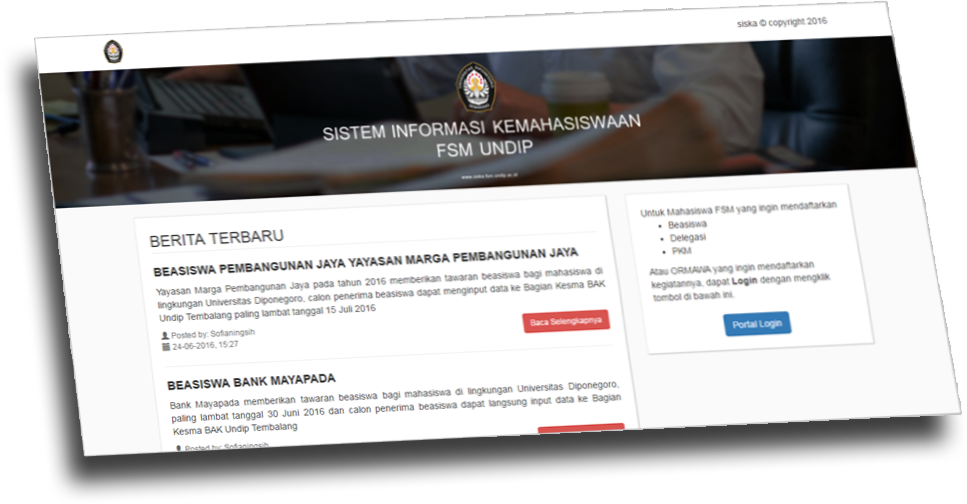 siska © copyright 2016
SISTEM INFORMASI KEMAHASISWAAN
FSM UNDIP
www.siska.fsm.undip.ac.id
BERITA TERBARU
BEASISWA PEMBANGUNAN JAYA YAYASAN MARGA PEMBANGUNAN JAYA
Yayasan Marga Pembangunan Jaya pada tahun 2016 memberikan tawaran beasiswa bagi mahasiswa di
lingkungan Universitas Diponegoro, calon penerima beasiswa dapat menginput data ke Bagian Kesma BAK
Undip Tembalang paling lambat tanggal 15 Juli 2016
Posted by: Sofianingsih
24-06-2016, 15:27
Baca Selengkapnya
BEASISWA BANK MAYAPADA
Bank Mayapada memberikan tawaran beasiswa bagi mahasiswa di lingkungan Universitas Diponegoro,
paling lambat tanggal 30 Juni 2016 dan calon penerima beasiswa dapat langsung input data ke Bagian
Kesma BAK Undip Tembalang
Posted by: Sofianingsih
Untuk Mahasiswa FSM yang ingin mendaftarkan
• Beasiswa
• Delegasi
• PKM
Atau ORMAWA yang ingin mendaftarkan
kegiatannya, dapat Login dengan mengklik
tombol di bawah ini.
Portal Login